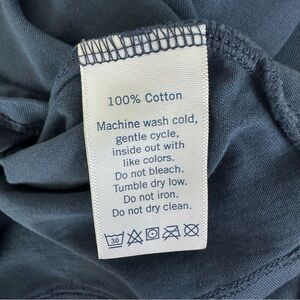 100% Cotton
Machine wash cold,
gentle cycle,
inside out with
like colors.
Do not bleach.
Tumble dry low.
Do not iron.
Do not dry clean.
30